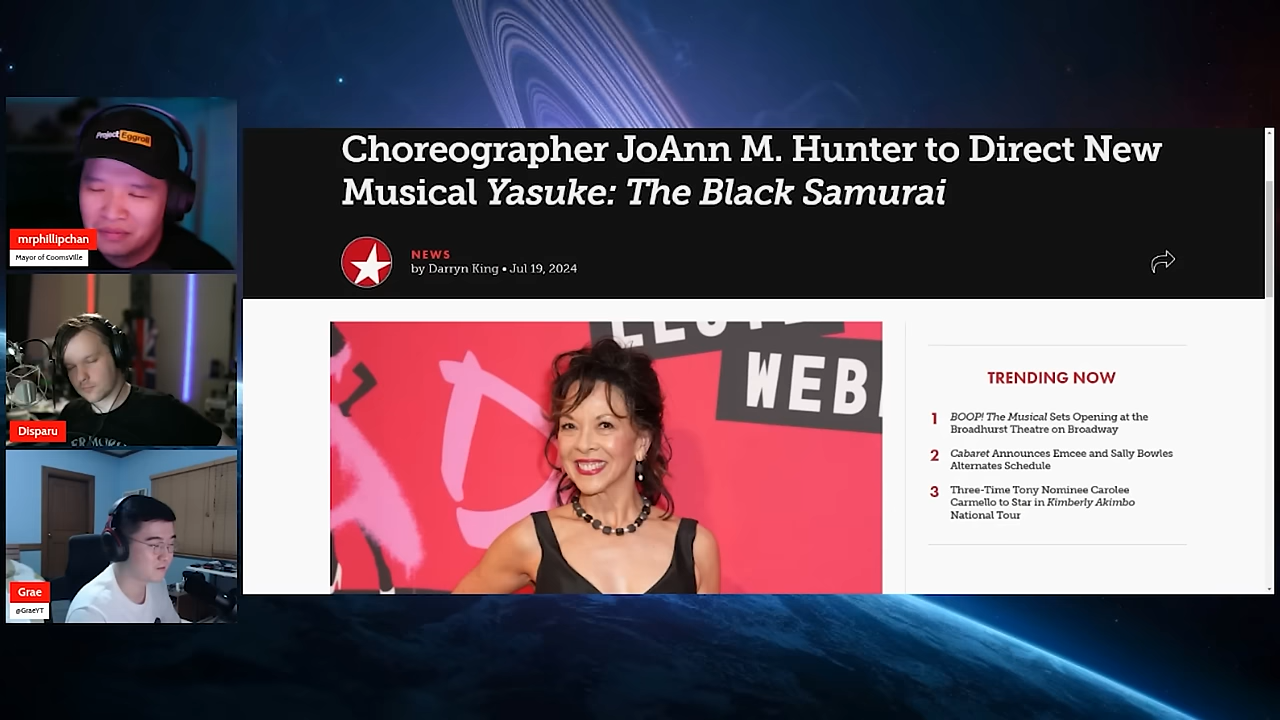 Project Eggroll
mrphillipchan
Mayor of CoomsVille
Disparu
Grae
@GraeYT
Choreographer JoAnn M. Hunter to Direct New
Musical Yasuke: The Black Samurai
NEWS
by Darryn King • Jul 19, 2024
WEB
TRENDING NOW
1 BOOP! The Musical Sets Opening at the
Broadhurst Theatre on Broadway
2 Cabaret Announces Emcee and Sally Bowles
Alternates Schedule
3 Three-Time Tony Nominee Carolee
Carmello to Star in Kimberly Akimbo
National Tour